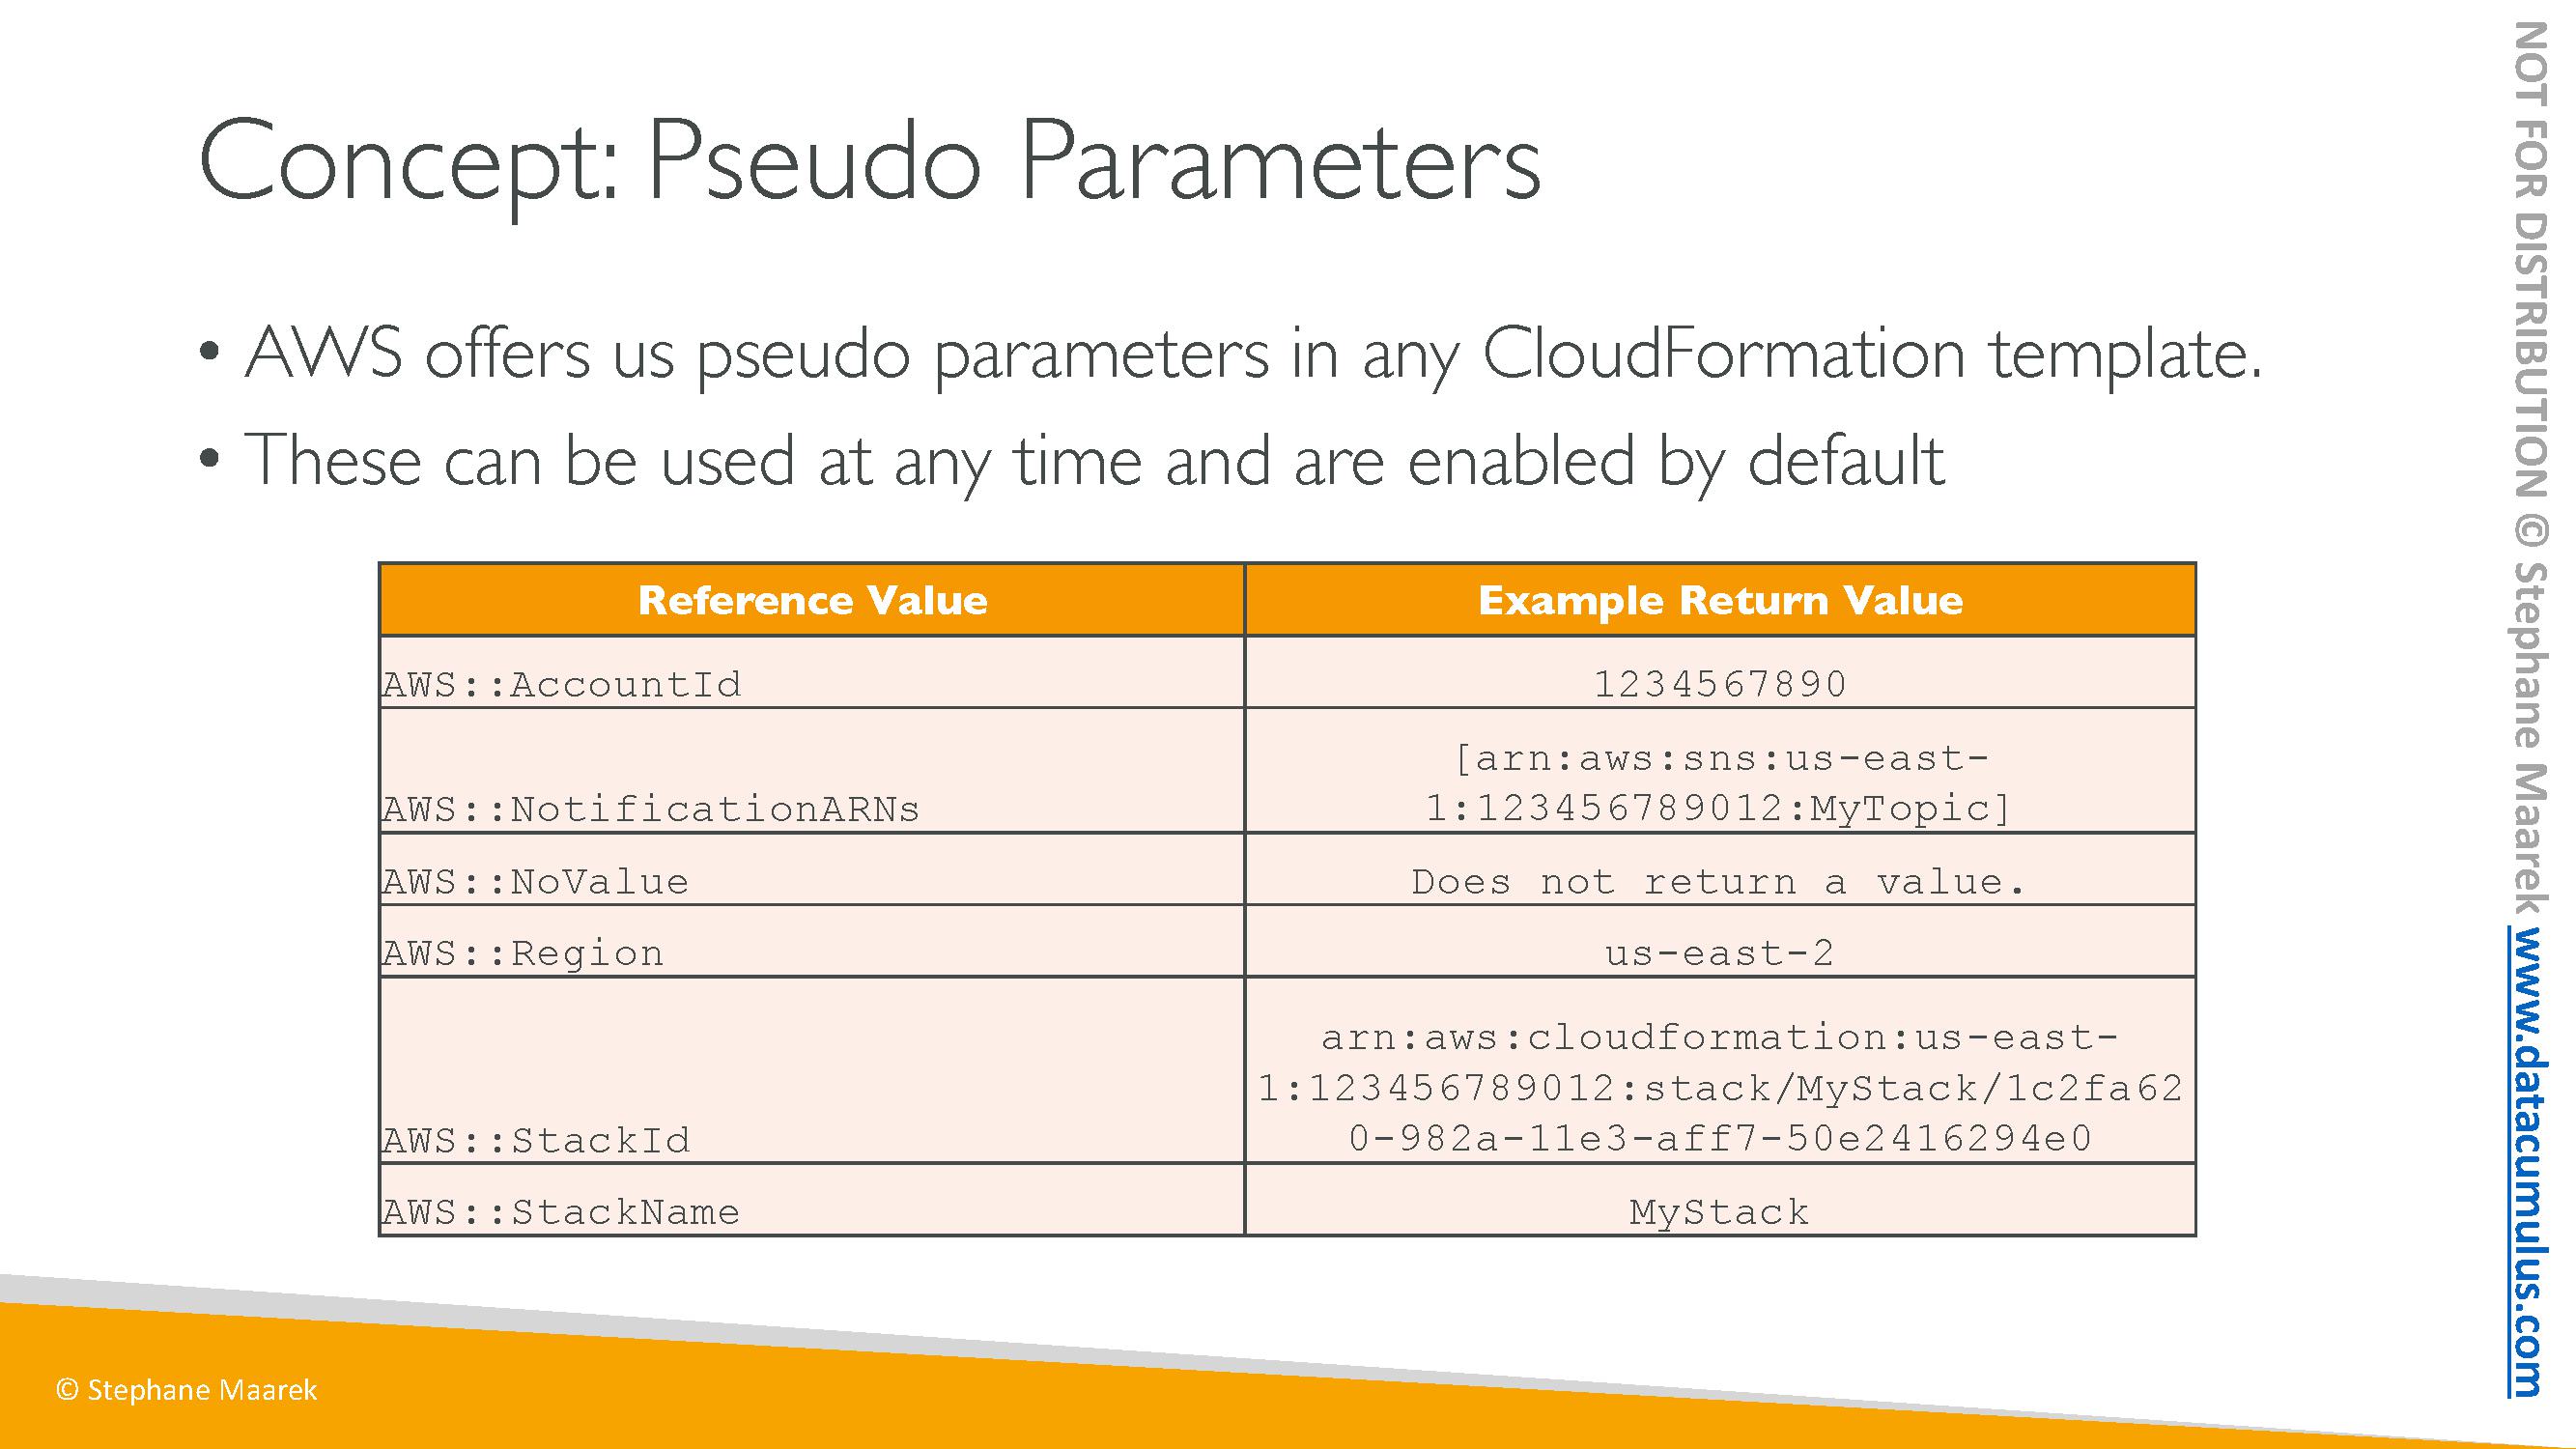 Concept: Pseudo Parameters
• AWS offers us pseudo parameters in any CloudFormation template.
• These can be used at any time and are enabled by default
Reference Value
Example Return Value
AWS::AccountId
1234567890
AWS::NotificationARNs
[arn:aws:sns:us-east-
1:123456789012:MyTopic]
AWS::NoValue
Does not return a value.
AWS::Region
us-east-2
AWS::StackId
arn:aws:cloudformation:us-east-
1:123456789012:stack/MyStack/1c2fa62
0-982a-11e3-aff7-50e2416294e0
AWS::StackName
MyStack
© Stephane Maarek
NOT FOR DISTRIBUTION © Stephane Maarek www.datacumulus.com